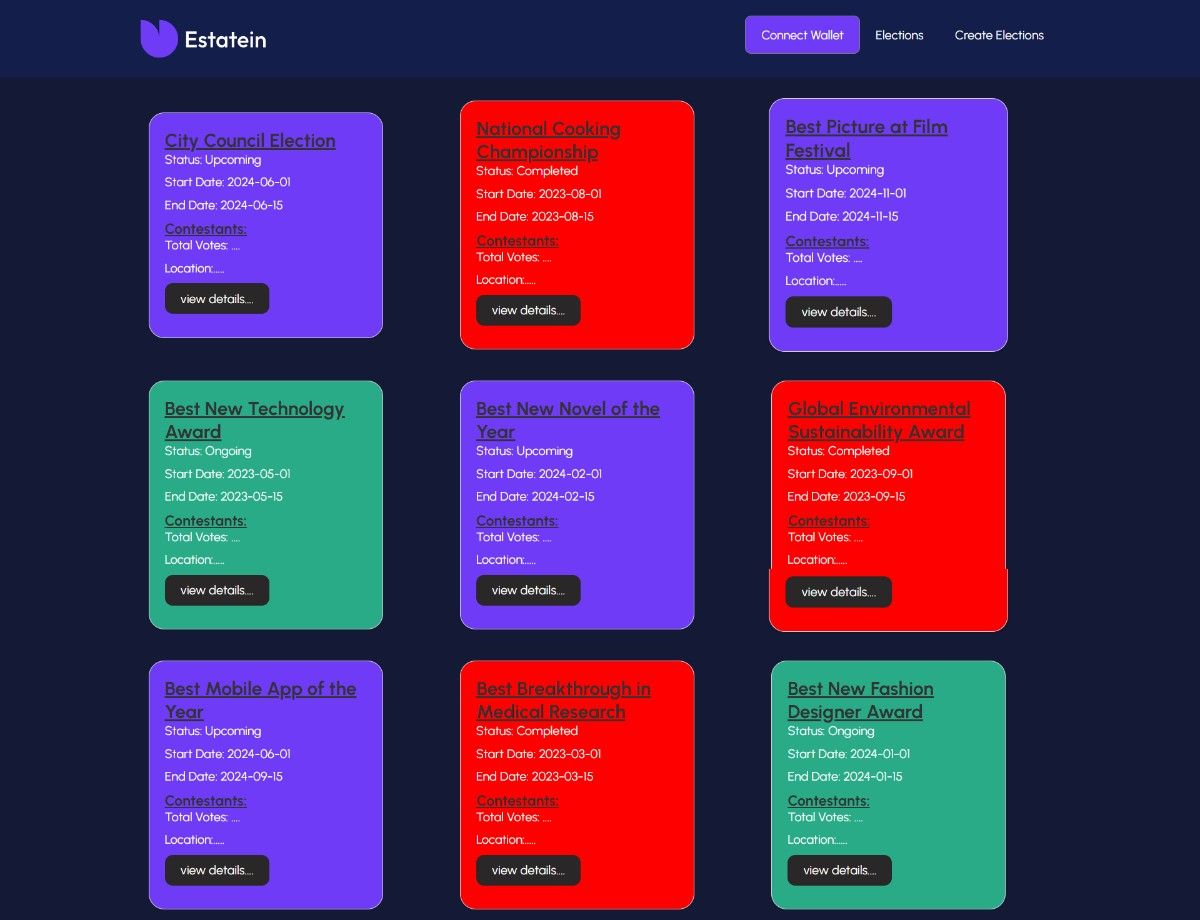 Estatein
Connect Wallet
Elections
Create Elections
City Council Election
Status: Upcoming
Start Date: 2024-06-01
End Date: 2024-06-15
Contestants:
Total Votes: ....
Location:.....
view details....
National Cooking
Championship
Status: Completed
Start Date: 2023-08-01
End Date: 2023-08-15
Contestants:
Total Votes: ....
Location:.....
view details....
Best Picture at Film
Festival
Status: Upcoming
Start Date: 2024-11-01
End Date: 2024-11-15
Contestants:
Total Votes: ....
Location:.....
view details....
Best New Technology
Award
Status: Ongoing
Start Date: 2023-05-01
End Date: 2023-05-15
Contestants:
Total Votes: ....
Location:.....
view details....
Best New Novel of the
Year
Status: Upcoming
Start Date: 2024-02-01
End Date: 2024-02-15
Contestants:
Total Votes: ....
Location:.....
view details....
Global Environmental
Sustainability Award
Status: Completed
Start Date: 2023-09-01
End Date: 2023-09-15
Contestants:
Total Votes: ....
Location:.....
view details....
Best Mobile App of the
Year
Status: Upcoming
Start Date: 2024-06-01
End Date: 2024-09-15
Contestants:
Total Votes: ....
Location:.....
view details....
Best Breakthrough in
Medical Research
Status: Completed
Start Date: 2023-03-01
End Date: 2023-03-15
Contestants:
Total Votes: ....
Location:.....
view details....
Best New Fashion
Designer Award
Status: Ongoing
Start Date: 2024-01-01
End Date: 2024-01-15
Contestants:
Total Votes: ....
Location:.....
view details....